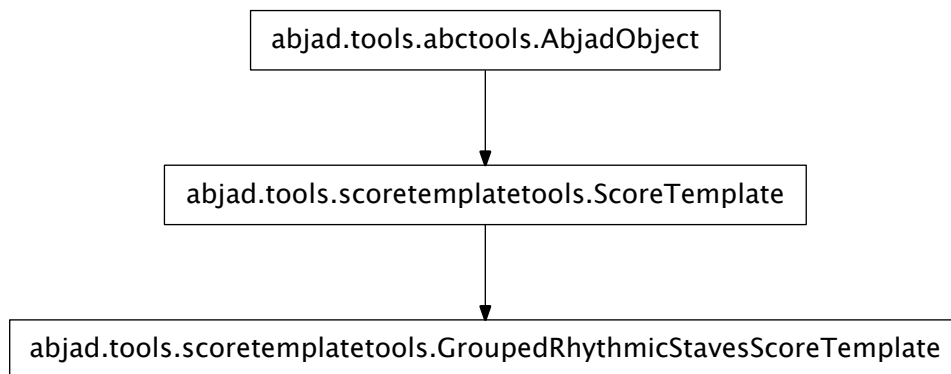 abjad.tools.abctools.AbjadObject
abjad.tools.scoretemplatetools.ScoreTemplate
abjad.tools.scoretemplatetools.GroupedRhythmicStavesScoreTemplate